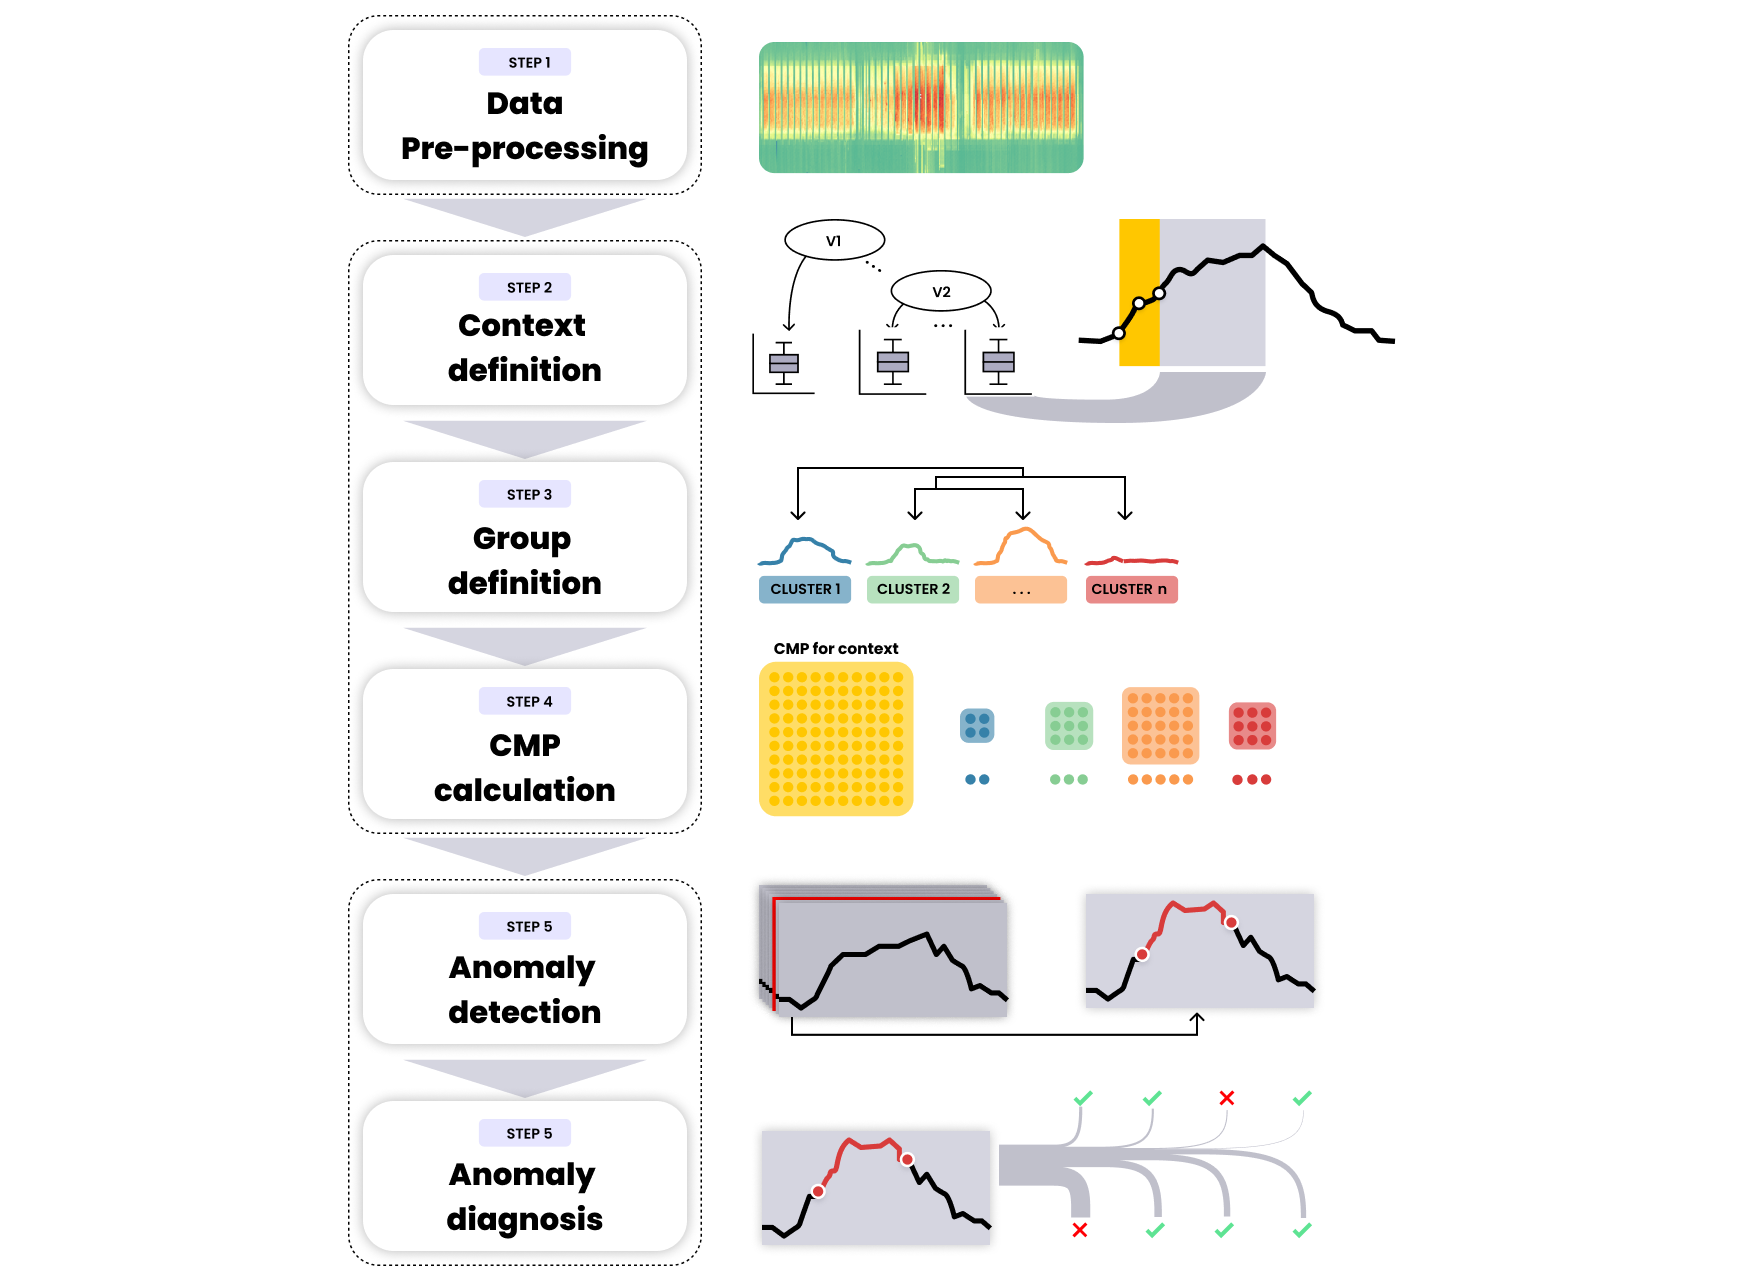 STEP 1
Data
Pre-processing
STEP 2
Context
definition
V1
V2
STEP 3
Group
definition
CLUSTER 1
CLUSTER 2
...
CLUSTER n
STEP 4
CMP
calculation
CMP for context
STEP 5
Anomaly
detection
STEP 5
Anomaly
diagnosis